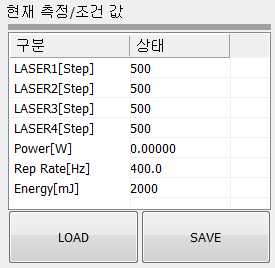 현재 측정/조건 값
구분 상태
LASER1[Step] 500
LASER2[Step] 500
LASER3[Step] 500
LASER4[Step] 500
Power[W] 0.00000
Rep Rate[Hz] 400.0
Energy[mJ] 2000
LOAD SAVE